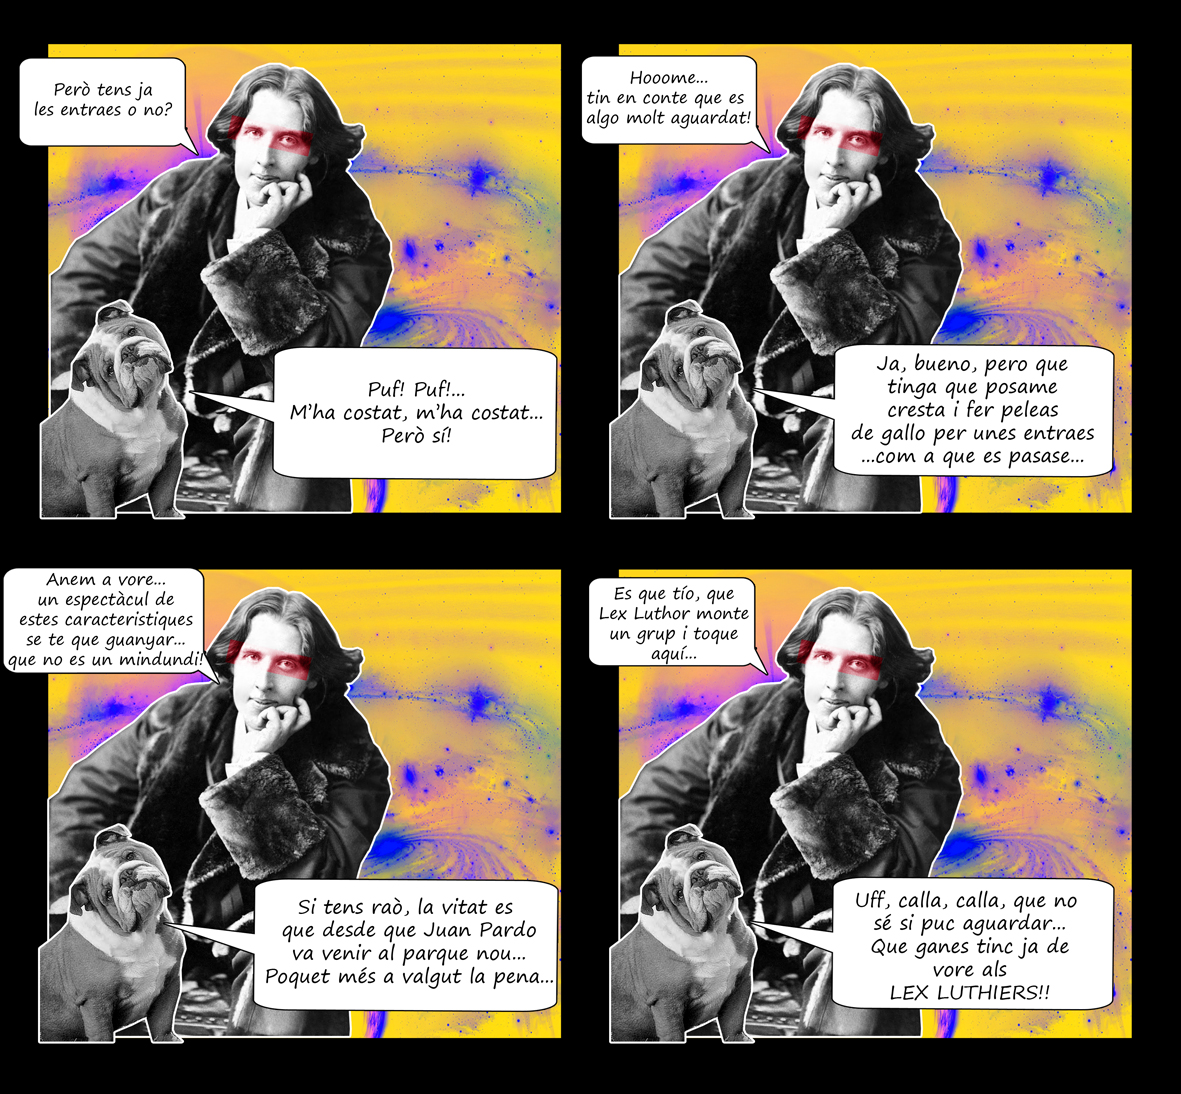 Però tens ja
les entraes o no?
Puf! Puf!...
M'ha costat, m'ha costat...
Però sí!
Hooome...
tin en conte que es
algo molt aguardat!
Ja, bueno, pero que
tinga que posame
cresta i fer peleas
de gallo per unes entraes
...com a que es pasase...
Anem a vore...
un espectàcul de
estes caracteristiques
se te que guanyar...
que no es un mindundi!
Si tens raò, la vitat es
que desde que Juan Pardo
va venir al parque nou...
Poquet més a valgut la pena...
Es que tío, que
Lex Luthor monte
un grup i toque
aquí...
Uff, calla, calla, que no
sé si puc aguardar...
Que ganes tinc ja de
vore als
LEX LUTHIERS!!